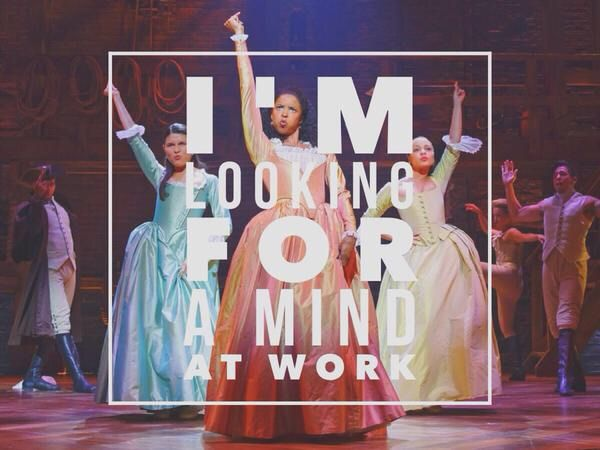 I'M
LOOKING
FOR
A MIND
AT WORK